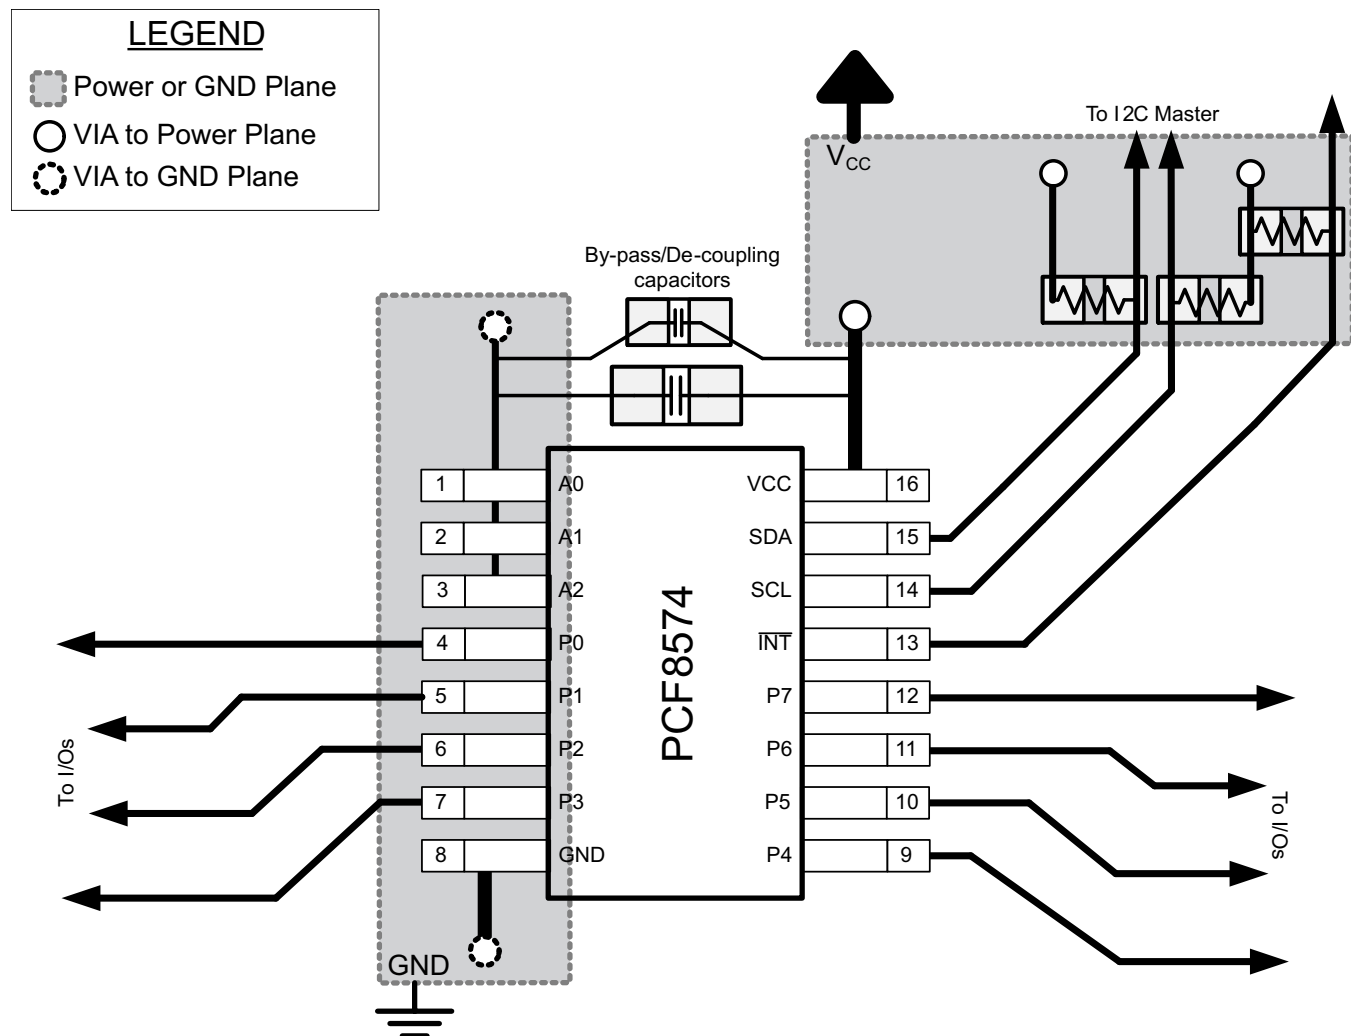 LEGEND
Power or GND Plane
VIA to Power Plane
VIA to GND Plane
To I2C Master
VCC
By-pass/De-coupling
capacitors
1 A0 VCC 16
2 A1 SDA 15
3 A2 SCL 14
4 P0 INT 13
5 P1 P7 12
6 P2 P6 11
7 P3 P5 10
8 GND P4 9
PCF8574
To I/Os
To I/Os
GND